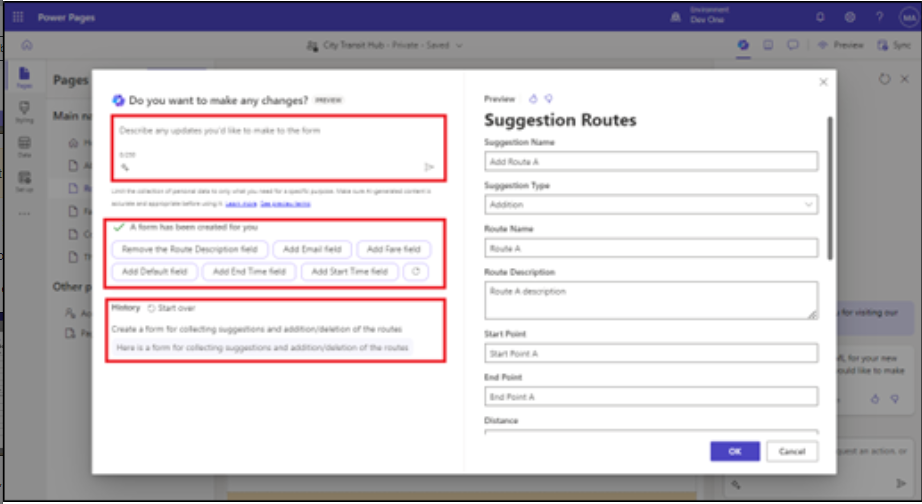 Power Pages
Environment
Dev One
MA
City Transit Hub - Private - Saved
Preview
Sync
Pages
Styling
Data
Set up
Pages
Main na
Other p
Do you want to make any changes? PREVIEW
Describe any updates you'd like to make to the form
Limit the collection of personal data to only what you need for a specific purpose. Make sure AI-generated content is
accurate and appropriate before using it. Learn more See preview terms
A form has been created for you
Remove the Route Description field Add Email field Add Fare field
Add Default field Add End Time field Add Start Time field
History Start over
Create a form for collecting suggestions and addition/deletion of the routes
Here is a form for collecting suggestions and addition/deletion of the routes
Preview
Suggestion Routes
Suggestion Name
Add Route A
Suggestion Type
Addition
Route Name
Route A
Route Description
Route A description
Start Point
Start Point A
End Point
End Point A
Distance
OK Cancel
for visiting our
for your new
ould like to make
quest an action, or